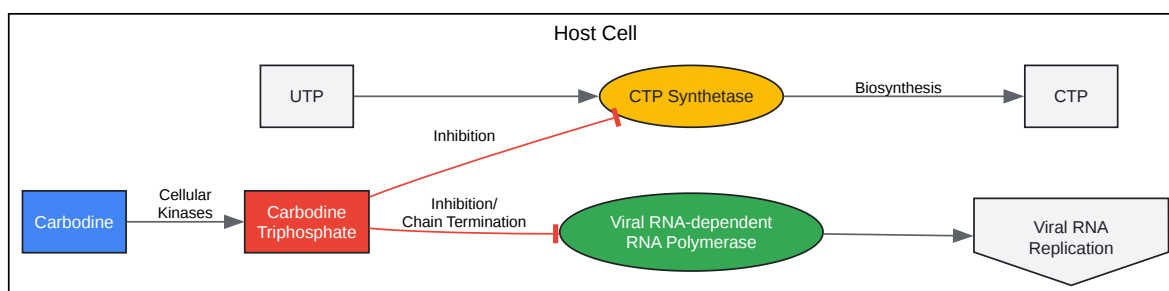 Host Cell
UTP
CTP Synthetase
Biosynthesis
CTP
Inhibition
Carbodine
Cellular
Kinases
Carbodine
Triphosphate
Inhibition/
Chain Termination
Viral RNA-dependent
RNA Polymerase
Viral RNA
Replication